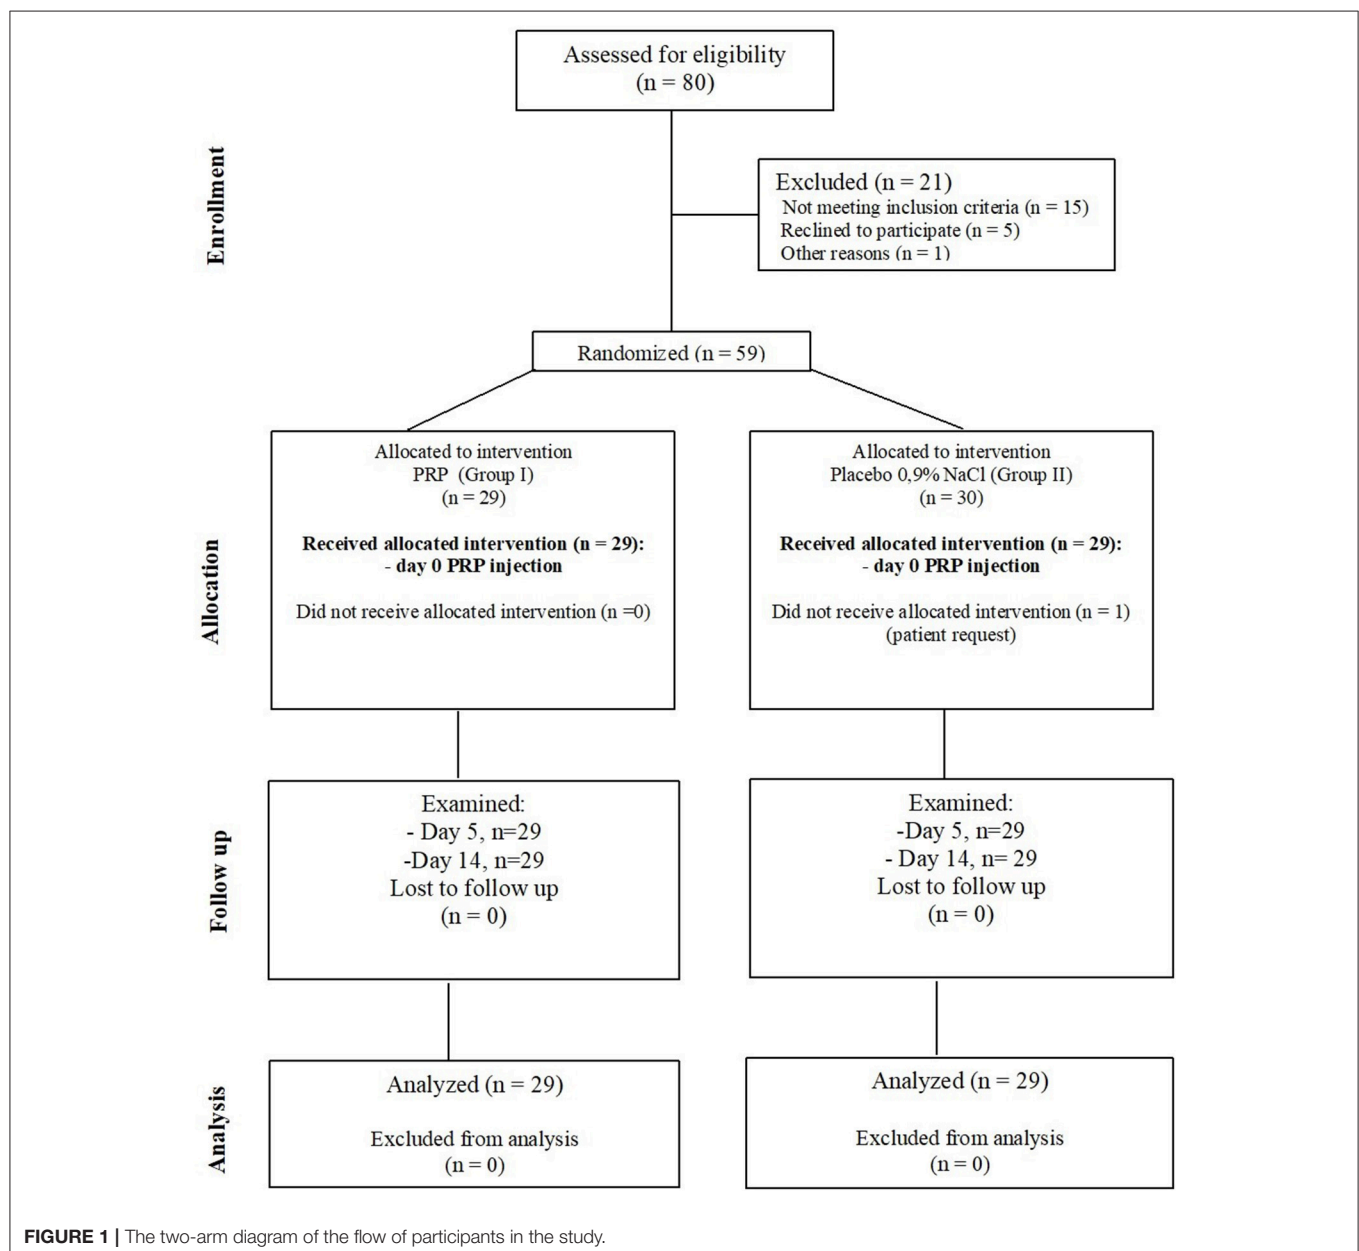 Assessed for eligibility
(n = 80)
Enrollment
Excluded (n = 21)
Not meeting inclusion criteria (n = 15)
Reclined to participate (n = 5)
Other reasons (n = 1)
Randomized (n = 59)
Allocation
Allocated to intervention
PRP (Group I)
(n = 29)
Received allocated intervention (n = 29):
- day 0 PRP injection
Did not receive allocated intervention (n =0)
Allocated to intervention
Placebo 0,9% NaCl (Group II)
(n = 30)
Received allocated intervention (n = 29):
- day 0 PRP injection
Did not receive allocated intervention (n = 1)
(patient request)
Follow up
Examined:
- Day 5, n=29
-Day 14, n=29
Lost to follow up
(n = 0)
Examined:
-Day 5, n=29
- Day 14, n= 29
Lost to follow up
(n = 0)
Analysis
Analyzed (n = 29)
Excluded from analysis
(n = 0)
Analyzed (n = 29)
Excluded from analysis
(n = 0)
FIGURE 1 | The two-arm diagram of the flow of participants in the study.